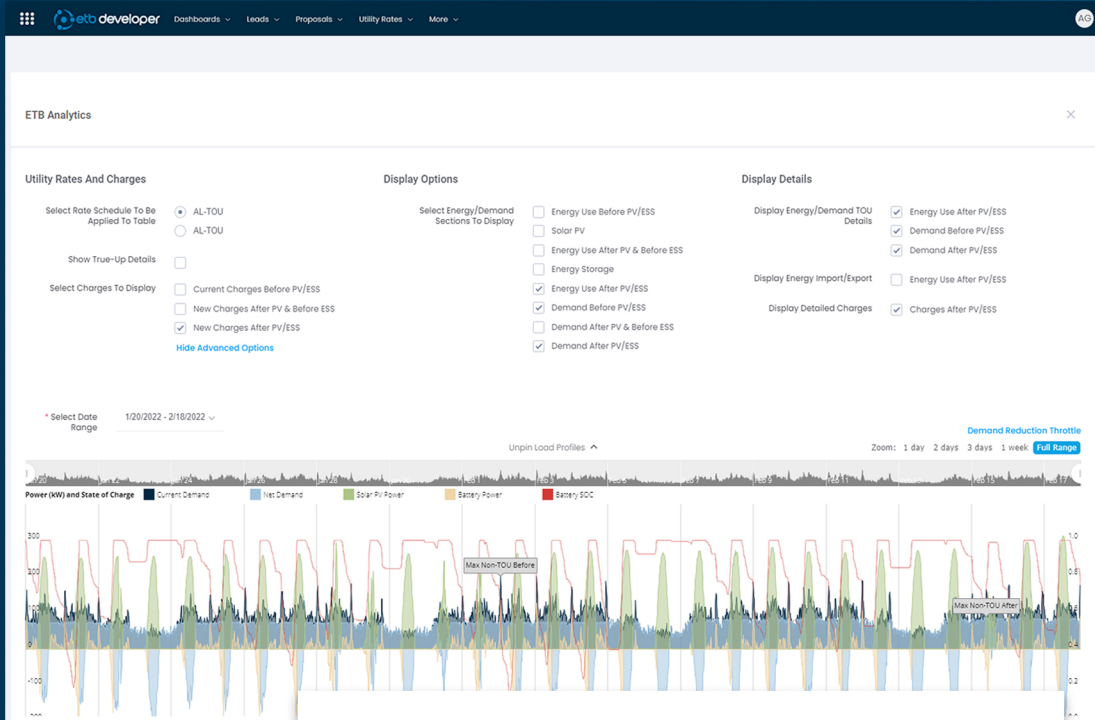 etb developer Dashboards Leads Proposals Utility Rates More AG
ETB Analytics
Utility Rates And Charges
Select Rate Schedule To Be
Applied To Table
AL-TOU
AL-TOU
Show True-Up Details
Select Charges To Display
Current Charges Before PV/ESS
New Charges After PV & Before ESS
New Charges After PV/ESS
Hide Advanced Options
Display Options
Select Energy/Demand
Sections To Display
Energy Use Before PV/ESS
Solar PV
Energy Use After PV & Before ESS
Energy Storage
Energy Use After PV/ESS
Demand Before PV/ESS
Demand After PV & Before ESS
Demand After PV/ESS
Display Details
Display Energy/Demand TOU
Details
Energy Use After PV/ESS
Demand Before PV/ESS
Demand After PV/ESS
Display Energy Import/Export
Energy Use After PV/ESS
Display Detailed Charges
Charges After PV/ESS
* Select Date
Range
1/20/2022 - 2/18/2022
Demand Reduction Throttle
Unpin Load Profiles
Zoom: 1 day 2 days 3 days 1 week Full Range
Power (kW) and State of Charge Current Demand Net Demand Solar PV Power Battery Power Battery SOC
300 1.0
Max Non-TOU Before
200
Max Non-TOU After
0 0.4
-100 0.2